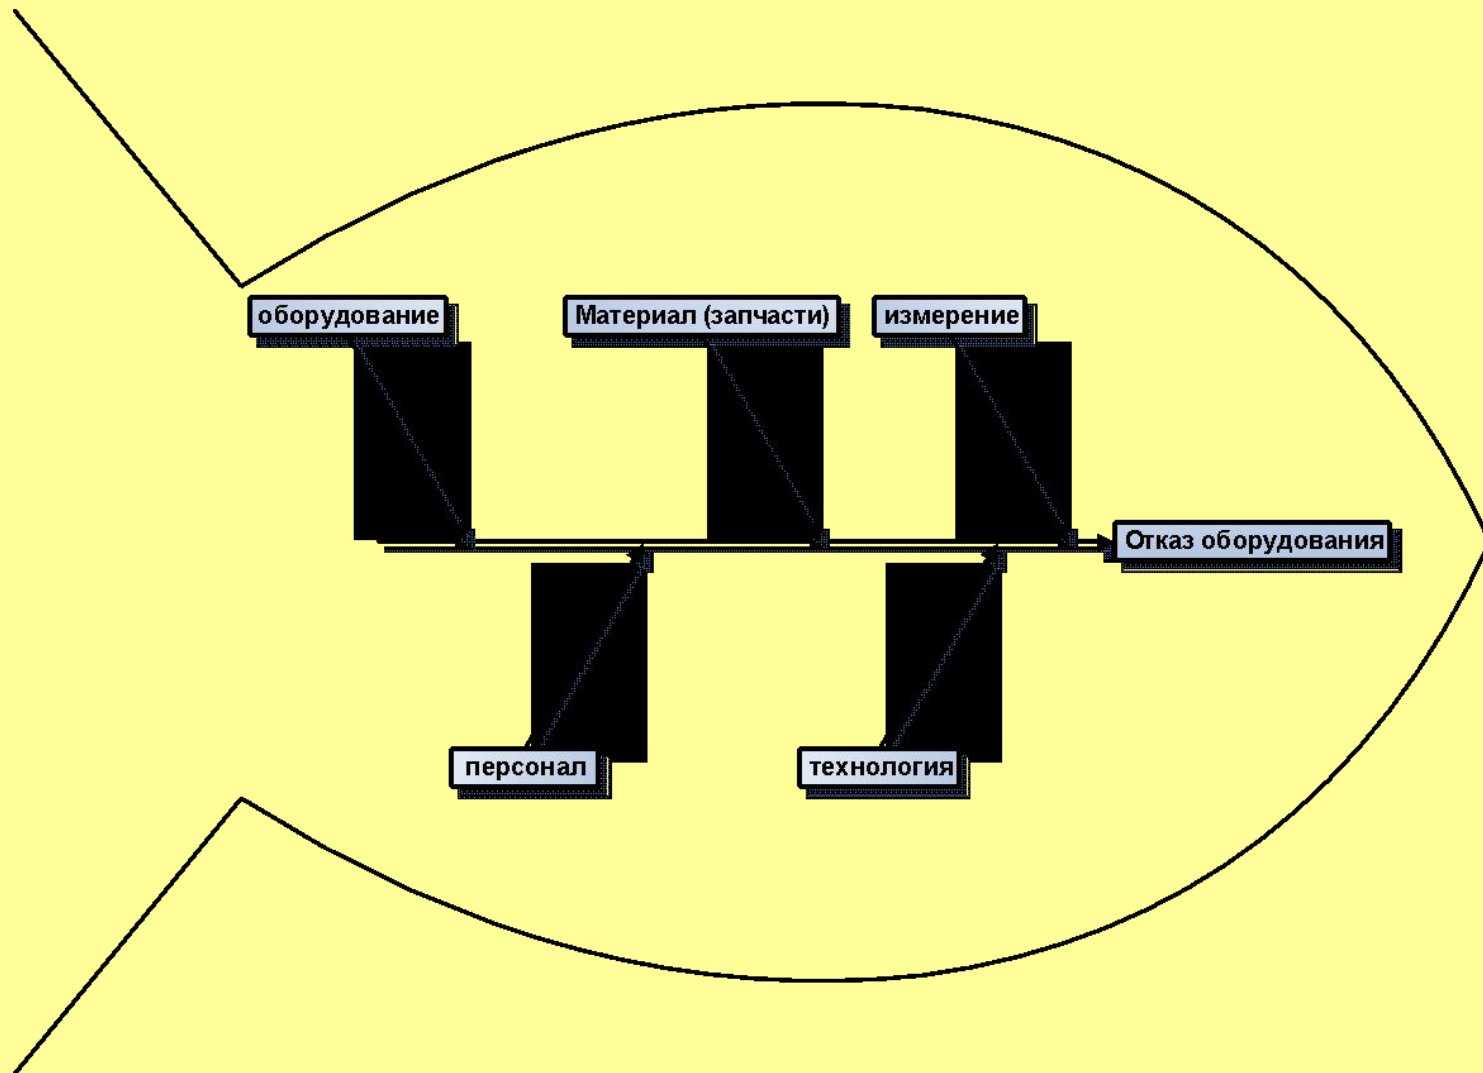 оборудование
Материал (запчасти)
измерение
Отказ оборудования
персонал
технология